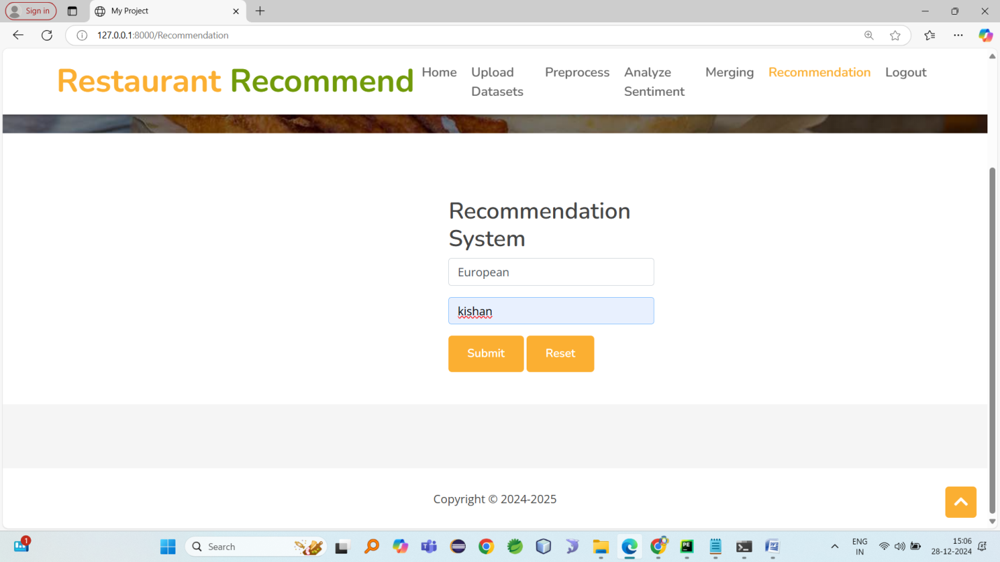 Sign in
My Project
127.0.0.1:8000/Recommendation
Restaurant Recommend
Home
Upload
Datasets
Preprocess
Analyze
Sentiment
Merging
Recommendation
Logout
Recommendation
System
European
kishan
Submit
Reset
Copyright © 2024-2025
1
Search
PE
W
ENG
IN
15:06
28-12-2024